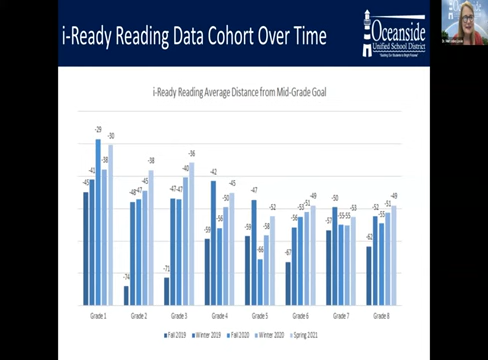 i-Ready Reading Data Cohort Over Time
Oceanside
Unified School District
i-Ready Reading Average Distance from Mid-Grade Goal
-45 -41 -29 -38 -30
-74 -48 -47 -45 -38
-71 -47 -47 -40 -36
-59 -42 -56 -50 -45
-59 -47 -66 -58 -52
-67 -56 -53 -51 -49
-57 -50 -55 -55 -53
-62 -52 -55 -51 -49
Grade 1 Grade 2 Grade 3 Grade 4 Grade 5 Grade 6 Grade 7 Grade 8
Fall 2019 Winter 2019 Fall 2020 Winter 2020 Spring 2021